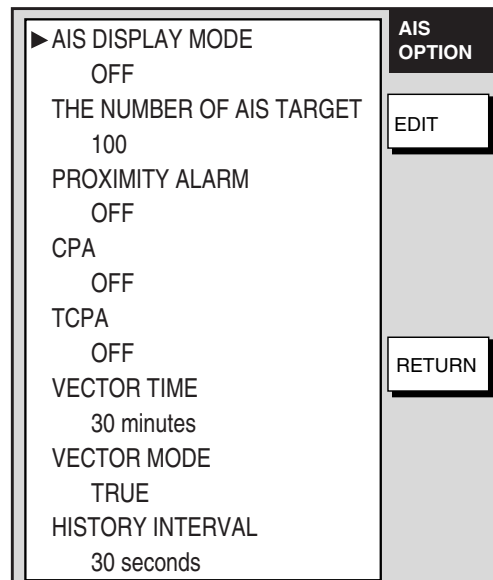 ►AIS DISPLAY MODE
OFF
THE NUMBER OF AIS TARGET
100
PROXIMITY ALARM
OFF
CPA
OFF
TCPA
OFF
VECTOR TIME
30 minutes
VECTOR MODE
TRUE
HISTORY INTERVAL
30 seconds
AIS
OPTION
EDIT
RETURN